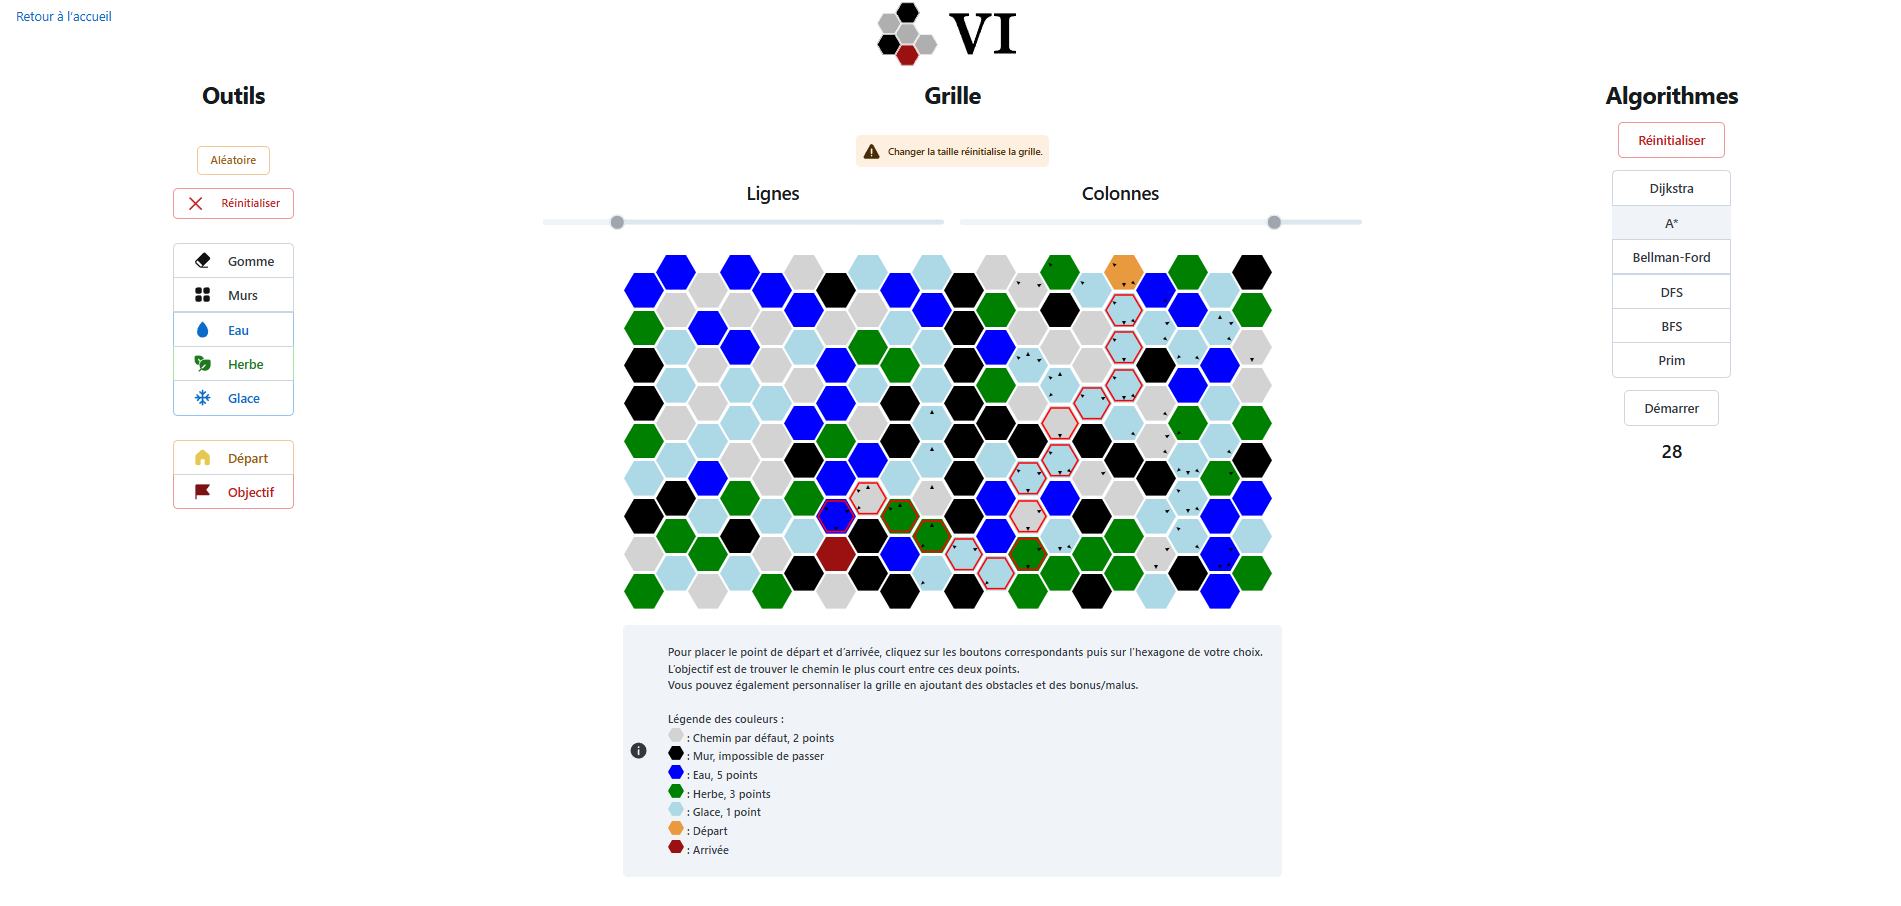 Retour à l'accueil
VI
Outils
Grille
Algorithmes
Aléatoire
Réinitialiser
Gomme
Murs
Eau
Herbe
Glace
Départ
Objectif
Changer la taille réinitialise la grille.
Lignes
Colonnes
Réinitialiser
Dijkstra
A*
Bellman-Ford
DFS
BFS
Prim
Démarrer
28
Pour placer le point de départ et d'arrivée, cliquez sur les boutons correspondants puis sur l'hexagone de votre choix.
L'objectif est de trouver le chemin le plus court entre ces deux points.
Vous pouvez également personnaliser la grille en ajoutant des obstacles et des bonus/malus.
Légende des couleurs :
: Chemin par défaut, 2 points
: Mur, impossible de passer
: Eau, 5 points
: Herbe, 3 points
: Glace, 1 point
: Départ
: Arrivée